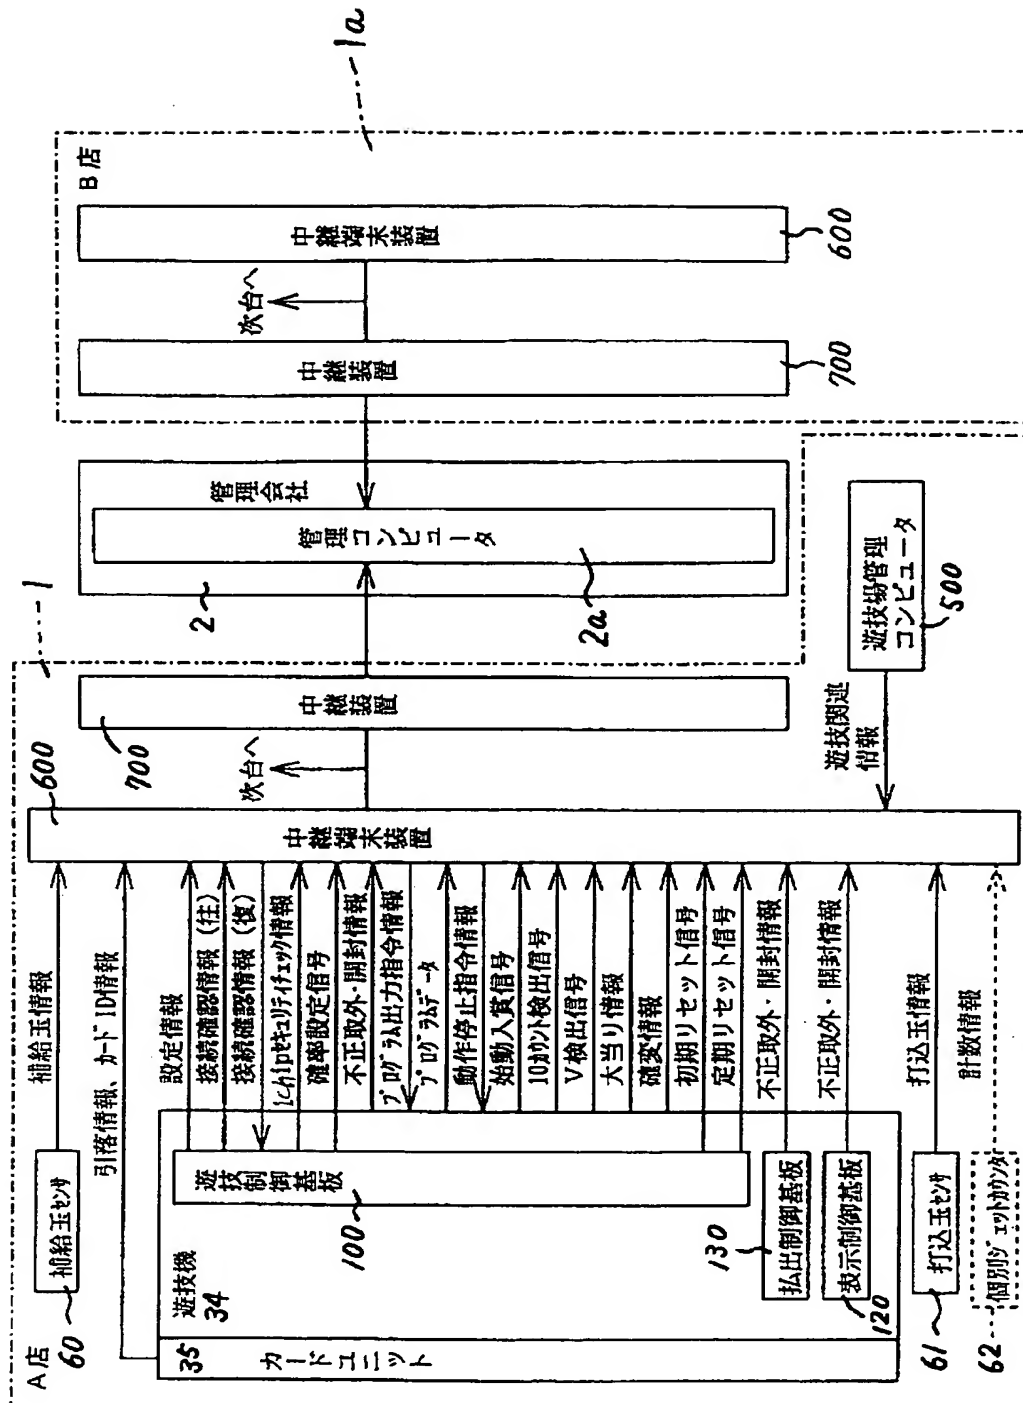 A店
補給玉センサ
60
補給玉情報
引落情報、カードID情報
カードユニット
35
遊技機
34
遊技制御基板
100
設定情報
接続確認情報(往)
接続確認情報(復)
ICチップセキュリティチェック情報
確率設定信号
不正取外・開封情報
プログラム出力指令情報
プログラムデータ
動作停止指令情報
始動入賞信号
10カウント検出信号
V検出信号
大当り情報
確変情報
初期リセット信号
定期リセット信号
払出制御基板
130
不正取外・開封情報
表示制御基板
120
不正取外・開封情報
打込玉センサ
61
打込玉情報
個別ジェットカウンタ
62
計数情報
中継端末装置
600
次台へ
中継装置
700
1
遊技関連
情報
遊技場管理
コンピュータ
500
管理会社
2
管理コンピュータ
2a
B店
中継装置
700
次台へ
中継端末装置
600
1a